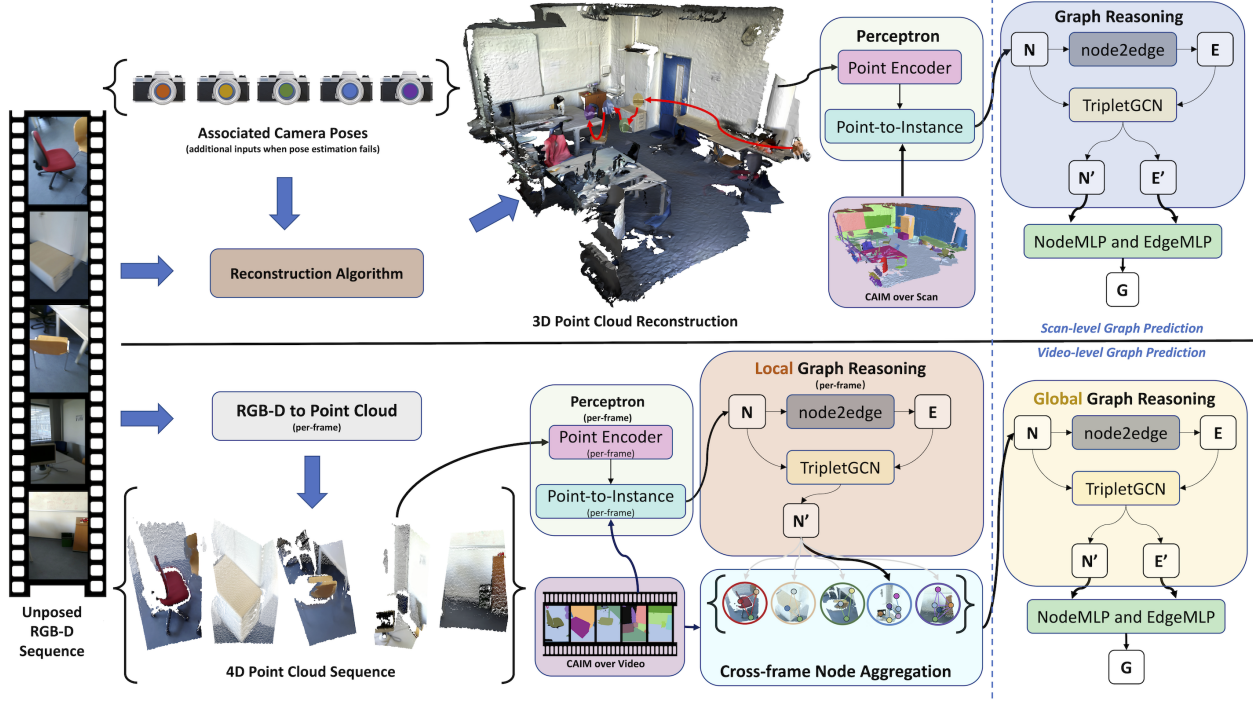 Associated Camera Poses
(additional inputs when pose estimation fails)
Reconstruction Algorithm
3D Point Cloud Reconstruction
Perceptron
Point Encoder
Point-to-Instance
CAIM over Scan
Graph Reasoning
N
node2edge
E
TripletGCN
N'
E'
NodeMLP and EdgeMLP
G
Scan-level Graph Prediction
Video-level Graph Prediction
Unposed
RGB-D
Sequence
RGB-D to Point Cloud
(per-frame)
4D Point Cloud Sequence
Perceptron
(per-frame)
Point Encoder
(per-frame)
Point-to-Instance
(per-frame)
CAIM over Video
Local Graph Reasoning
(per-frame)
N
node2edge
E
TripletGCN
N'
Cross-frame Node Aggregation
Global Graph Reasoning
N
node2edge
E
TripletGCN
N'
E'
NodeMLP and EdgeMLP
G